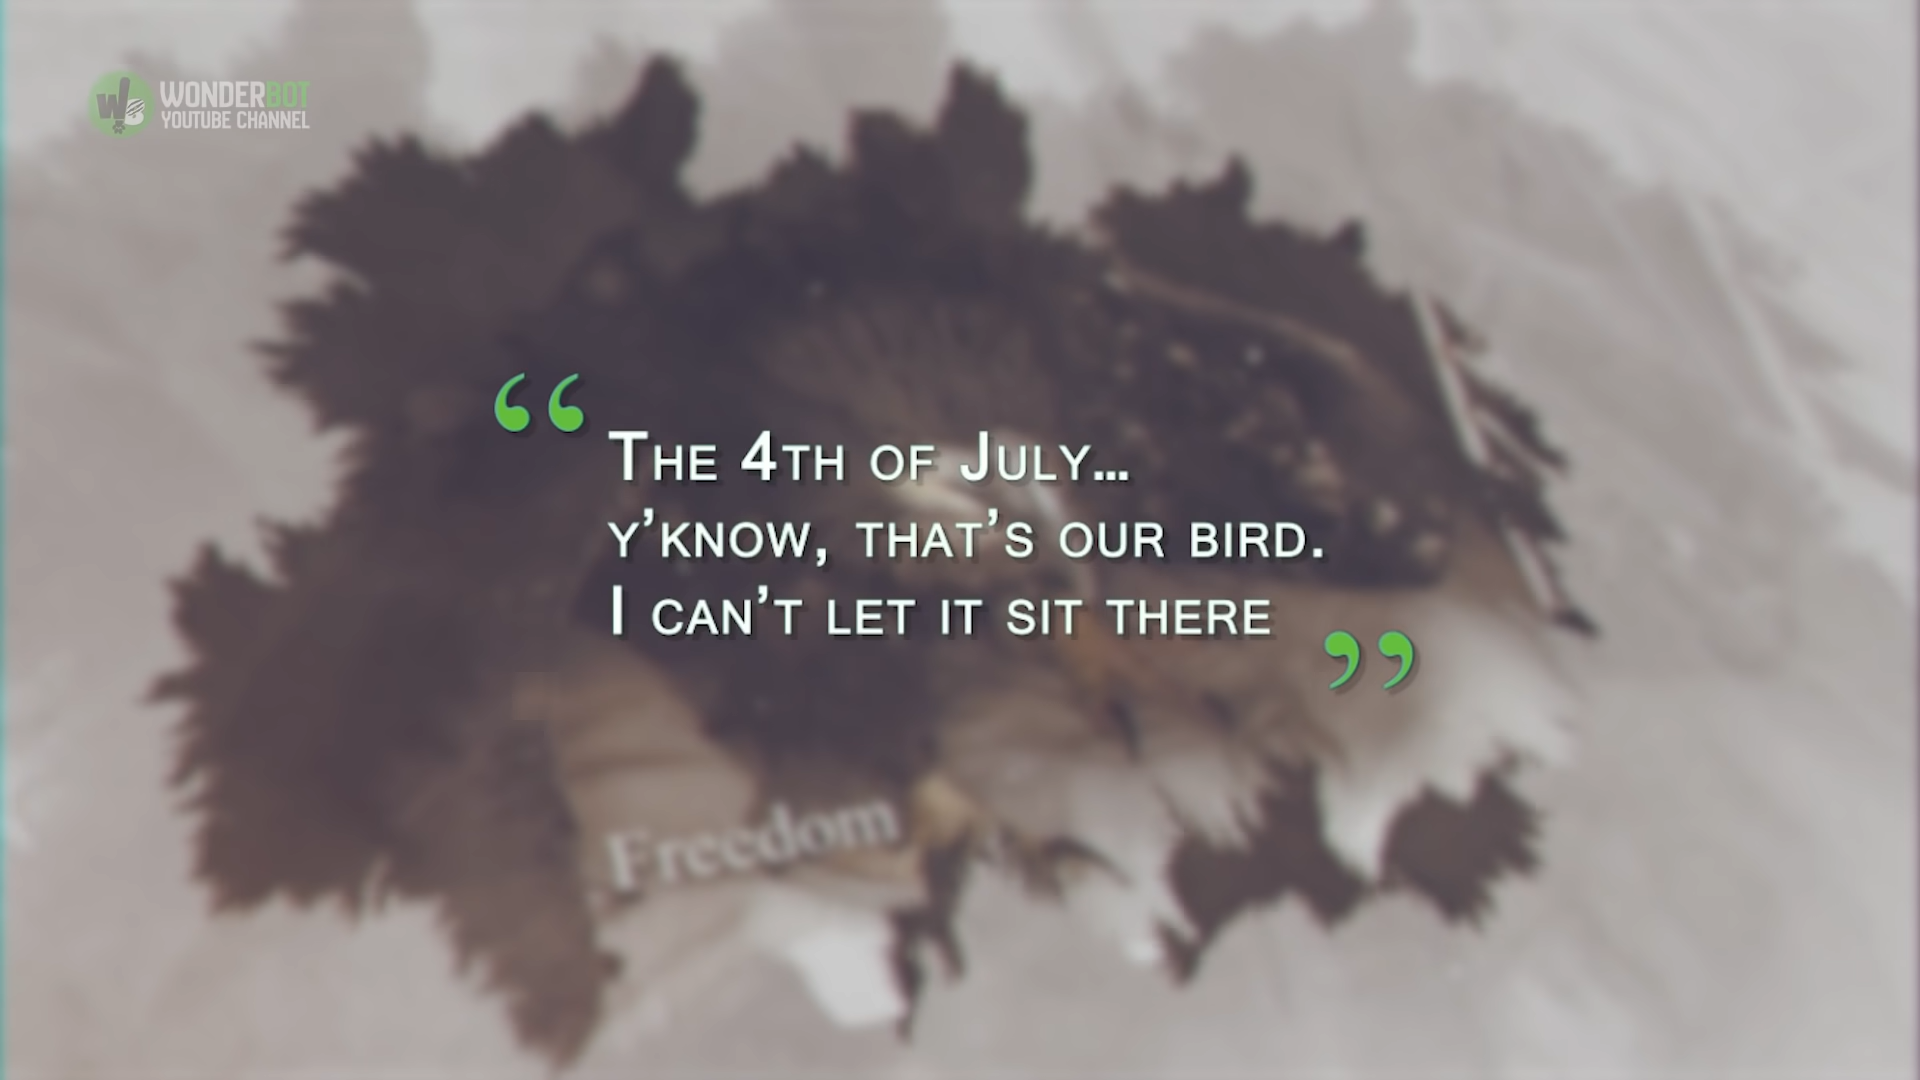 WONDERBOT
YOUTUBE CHANNEL
“ The 4th of July...
y’know, that’s our bird.
I can’t let it sit there ”
Freedom